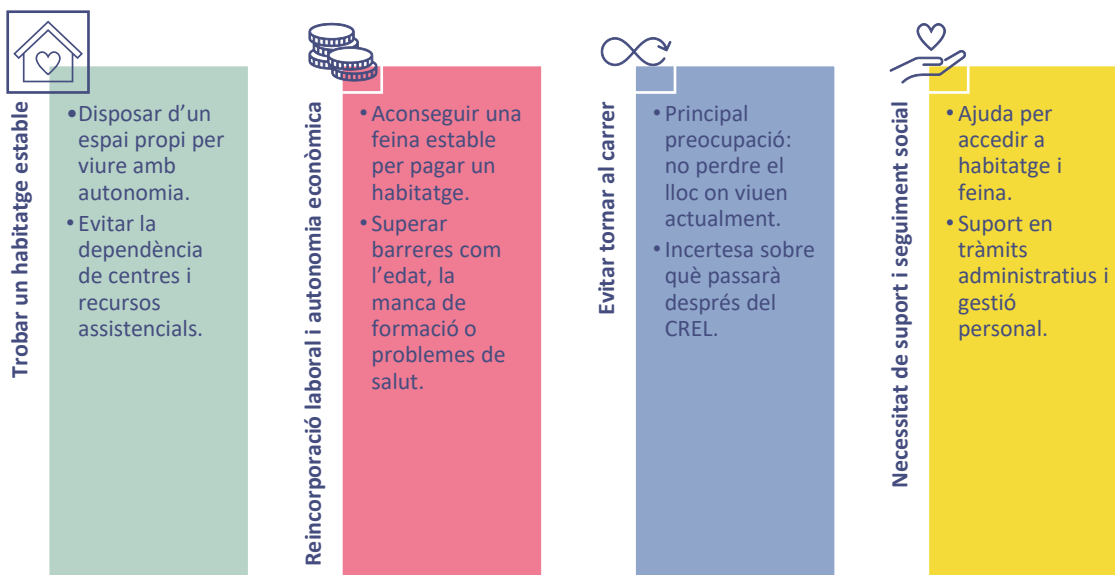 Trobar un habitatge estable
•Disposar d’un
espai propi per
viure amb
autonomia.
• Evitar la
dependència
de centres i
recursos
assistencials.
Reincorporació laboral i autonomia econòmica
• Aconseguir una
feina estable
per pagar un
habitatge.
• Superar
barreres com
l’edat, la
manca de
formació o
problemes de
salut.
Evitar tornar al carrer
• Principal
preocupació:
no perdre el
lloc on viuen
actualment.
• Incertesa sobre
què passarà
després del
CREL.
Necessitat de suport i seguiment social
• Ajuda per
accedir a
habitatge i
feina.
• Suport en
tràmits
administratius i
gestió
personal.